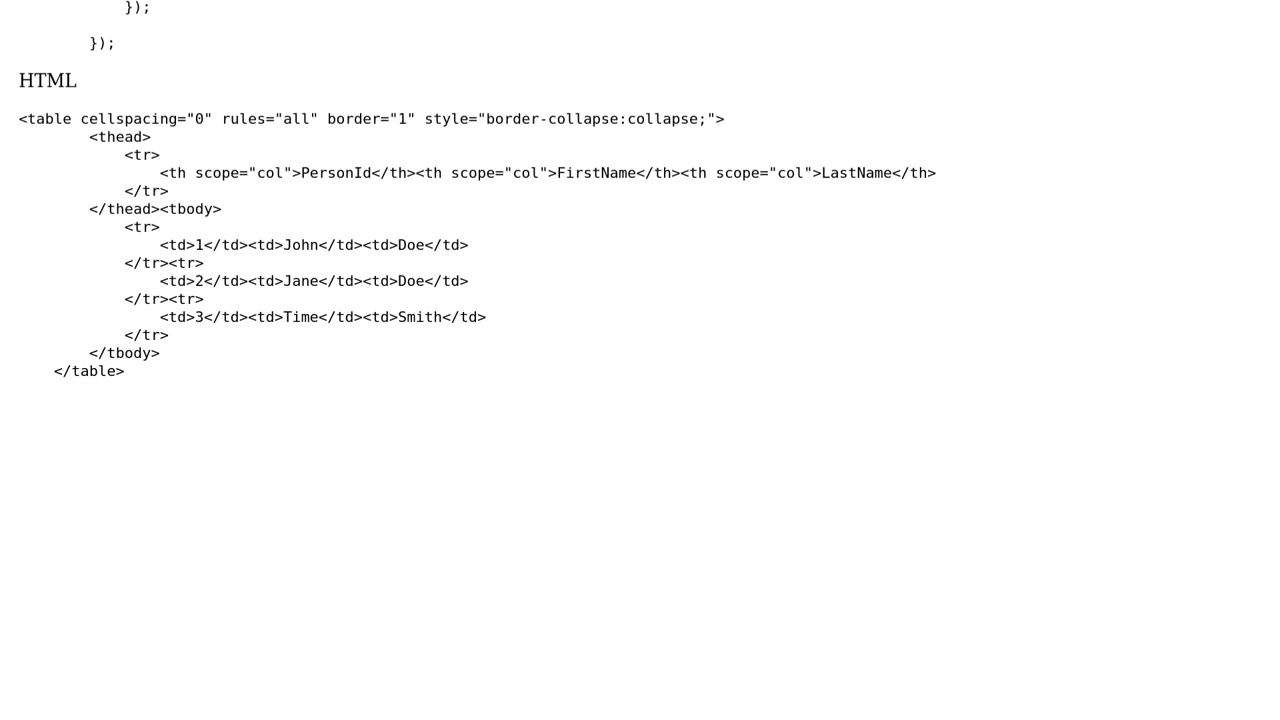 });

        });
HTML
<table cellspacing="0" rules="all" border="1" style="border-collapse:collapse;">
        <thead>
            <tr>
                <th scope="col">PersonId</th><th scope="col">FirstName</th><th scope="col">LastName</th>
            </tr>
        </thead><tbody>
            <tr>
                <td>1</td><td>John</td><td>Doe</td>
            </tr><tr>
                <td>2</td><td>Jane</td><td>Doe</td>
            </tr><tr>
                <td>3</td><td>Time</td><td>Smith</td>
            </tr>
        </tbody>
    </table>